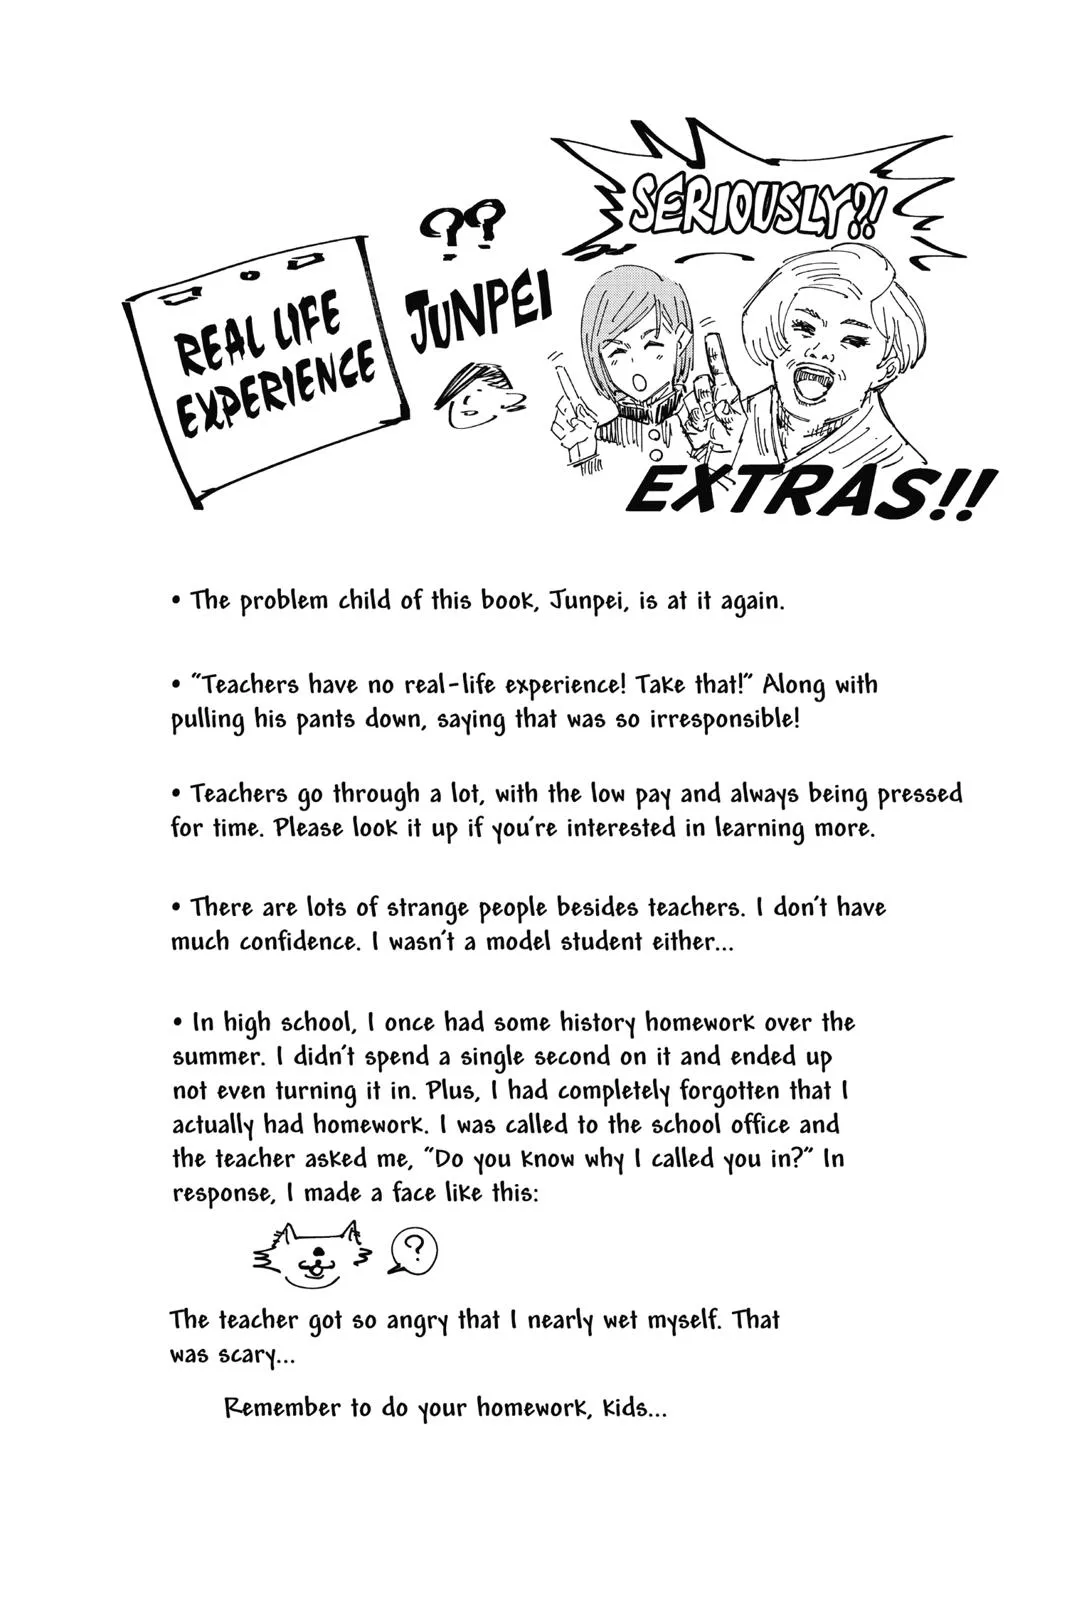 SERIOUSLY?!
??
JUNPEI
REAL LIFE
EXPERIENCE
EXTRAS!!
• The problem child of this book, Junpei, is at it again.
• "Teachers have no real-life experience! Take that!" Along with
pulling his pants down, saying that was so irresponsible!
• Teachers go through a lot, with the low pay and always being pressed
for time. Please look it up if you're interested in learning more.
• There are lots of strange people besides teachers. I don't have
much confidence. I wasn't a model student either...
• In high school, I once had some history homework over the
summer. I didn't spend a single second on it and ended up
not even turning it in. Plus, I had completely forgotten that I
actually had homework. I was called to the school office and
the teacher asked me, "Do you know why I called you in?" In
response, I made a face like this:
?
The teacher got so angry that I nearly wet myself. That
was scary...
Remember to do your homework, kids...